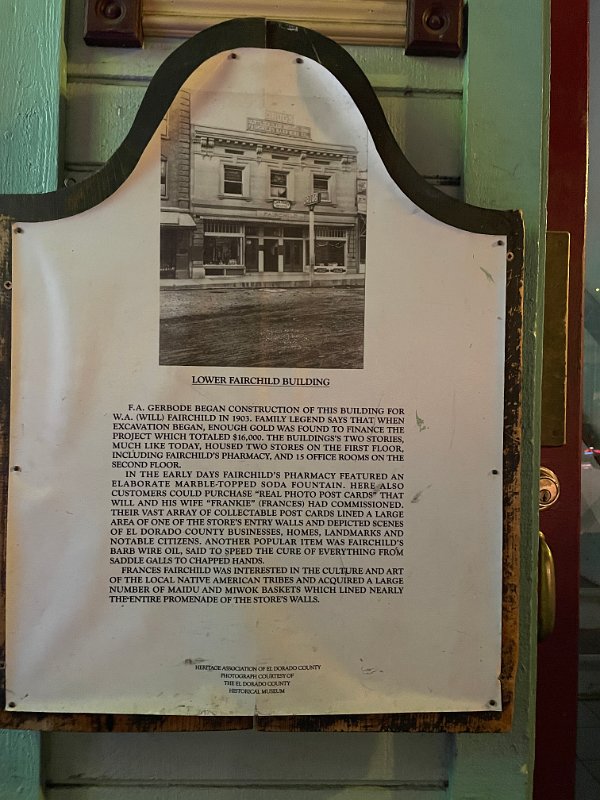 LOWER FAIRCHILD BUILDING
F.A. GERBODE BEGAN CONSTRUCTION OF THIS BUILDING FOR
W.A. (WILL) FAIRCHILD IN 1903. FAMILY LEGEND SAYS THAT WHEN
EXCAVATION BEGAN, ENOUGH GOLD WAS FOUND TO FINANCE THE
PROJECT WHICH TOTALED $16,000. THE BUILDINGS'S TWO STORIES,
MUCH LIKE TODAY, HOUSED TWO STORES ON THE FIRST FLOOR,
INCLUDING FAIRCHILD'S PHARMACY, AND 15 OFFICE ROOMS ON THE
SECOND FLOOR.
IN THE EARLY DAYS FAIRCHILD'S PHARMACY FEATURED AN
ELABORATE MARBLE-TOPPED SODA FOUNTAIN. HERE ALSO
CUSTOMERS COULD PURCHASE "REAL PHOTO POST CARDS" THAT
WILL AND HIS WIFE "FRANKIE" (FRANCES) HAD COMMISSIONED.
THEIR VAST ARRAY OF COLLECTABLE POST CARDS LINED A LARGE
AREA OF ONE OF THE STORE'S ENTRY WALLS AND DEPICTED SCENES
OF EL DORADO COUNTY BUSINESSES, HOMES, LANDMARKS AND
NOTABLE CITIZENS. ANOTHER POPULAR ITEM WAS FAIRCHILD'S
BARB WIRE OIL, SAID TO SPEED THE CURE OF EVERYTHING FROM
SADDLE GALLS TO CHAPPED HANDS.
FRANCES FAIRCHILD WAS INTERESTED IN THE CULTURE AND ART
OF THE LOCAL NATIVE AMERICAN TRIBES AND ACQUIRED A LARGE
NUMBER OF MAIDU AND MIWOK BASKETS WHICH LINED NEARLY
THE ENTIRE PROMENADE OF THE STORE'S WALLS.
HERITAGE ASSOCIATION OF EL DORADO COUNTY
PHOTOGRAPH COURTESY OF
THE EL DORADO COUNTY
HISTORICAL MUSEUM